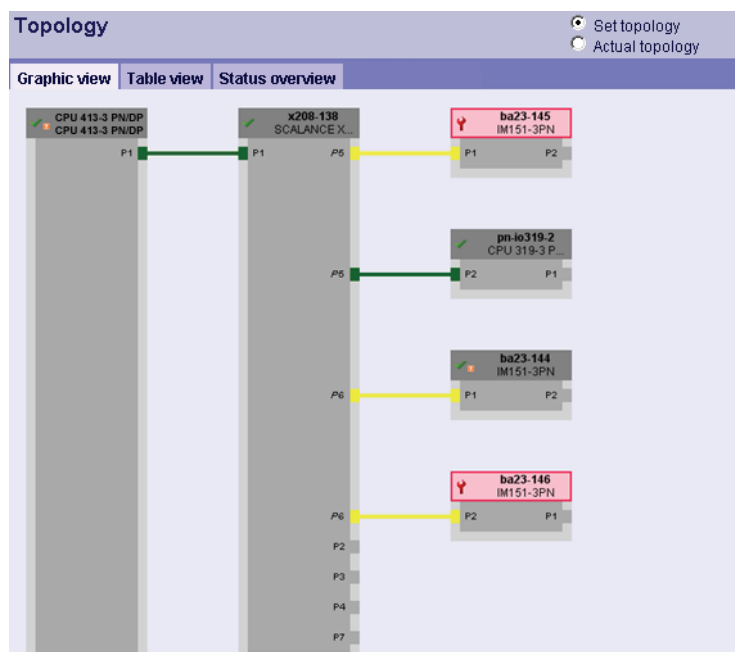 Topology
Set topology
Actual topology
Graphic view Table view Status overview
CPU 413-3 PN/DP
CPU 413-3 PN/DP
P1
x208-138
SCALANCE X...
P1 P5
ba23-145
IM151-3PN
P1 P2
pn-io319-2
CPU 319-3 P...
P5
P2 P1
ba23-144
IM151-3PN
P6
P1 P2
ba23-146
IM151-3PN
P6
P2 P1
P2
P3
P4
P7